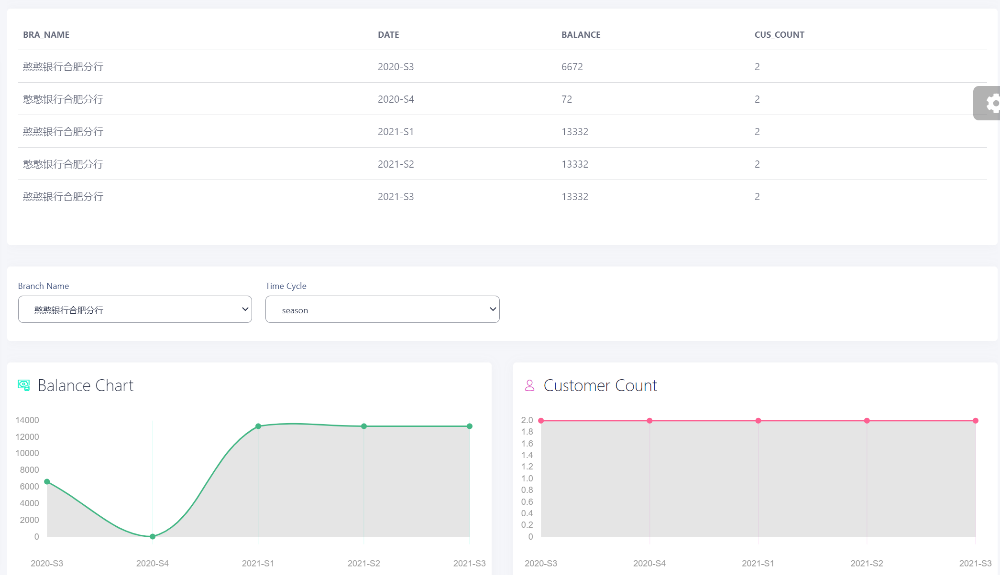 BRA_NAME DATE BALANCE CUS_COUNT
憨憨银行合肥分行 2020-S3 6672 2
憨憨银行合肥分行 2020-S4 72 2
憨憨银行合肥分行 2021-S1 13332 2
憨憨银行合肥分行 2021-S2 13332 2
憨憨银行合肥分行 2021-S3 13332 2
Branch Name Time Cycle
憨憨银行合肥分行 season
Balance Chart
14000
12000
10000
8000
6000
4000
2000
0
2020-S3 2020-S4 2021-S1 2021-S2 2021-S3
Customer Count
2.0
1.8
1.6
1.4
1.2
1.0
0.8
0.6
0.4
0.2
0
2020-S3 2020-S4 2021-S1 2021-S2 2021-S3